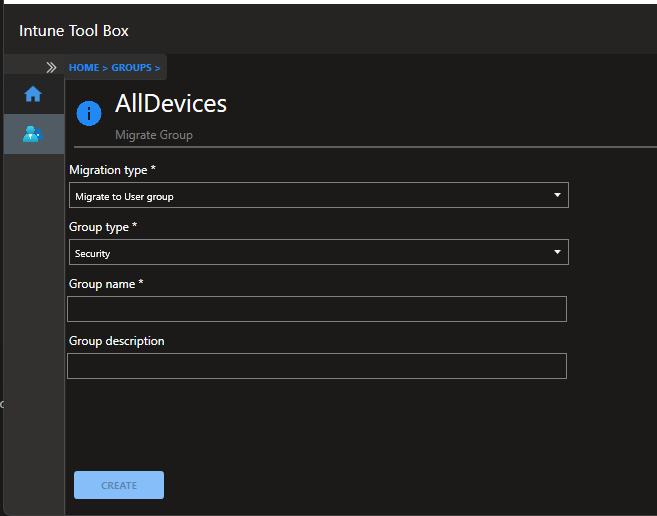 Intune Tool Box
HOME > GROUPS >
AllDevices
Migrate Group
Migration type *
Migrate to User group
Group type *
Security
Group name *
Group description
CREATE